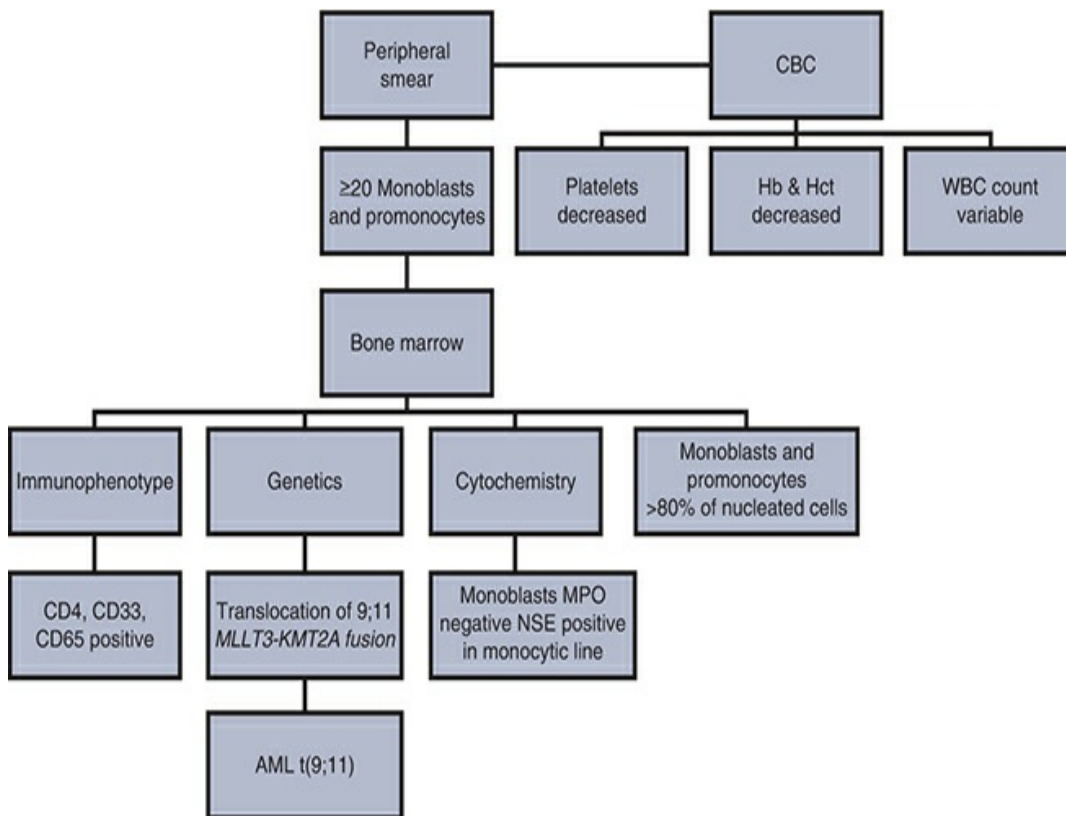 Peripheral
smear
CBC
≥20 Monoblasts
and promonocytes
Platelets
decreased
Hb & Hct
decreased
WBC count
variable
Bone marrow
Immunophenotype
Genetics
Cytochemistry
Monoblasts and
promonocytes
>80% of nucleated cells
CD4, CD33,
CD65 positive
Translocation of 9;11
MLLT3-KMT2A fusion
Monoblasts MPO
negative NSE positive
in monocytic line
AML t(9;11)